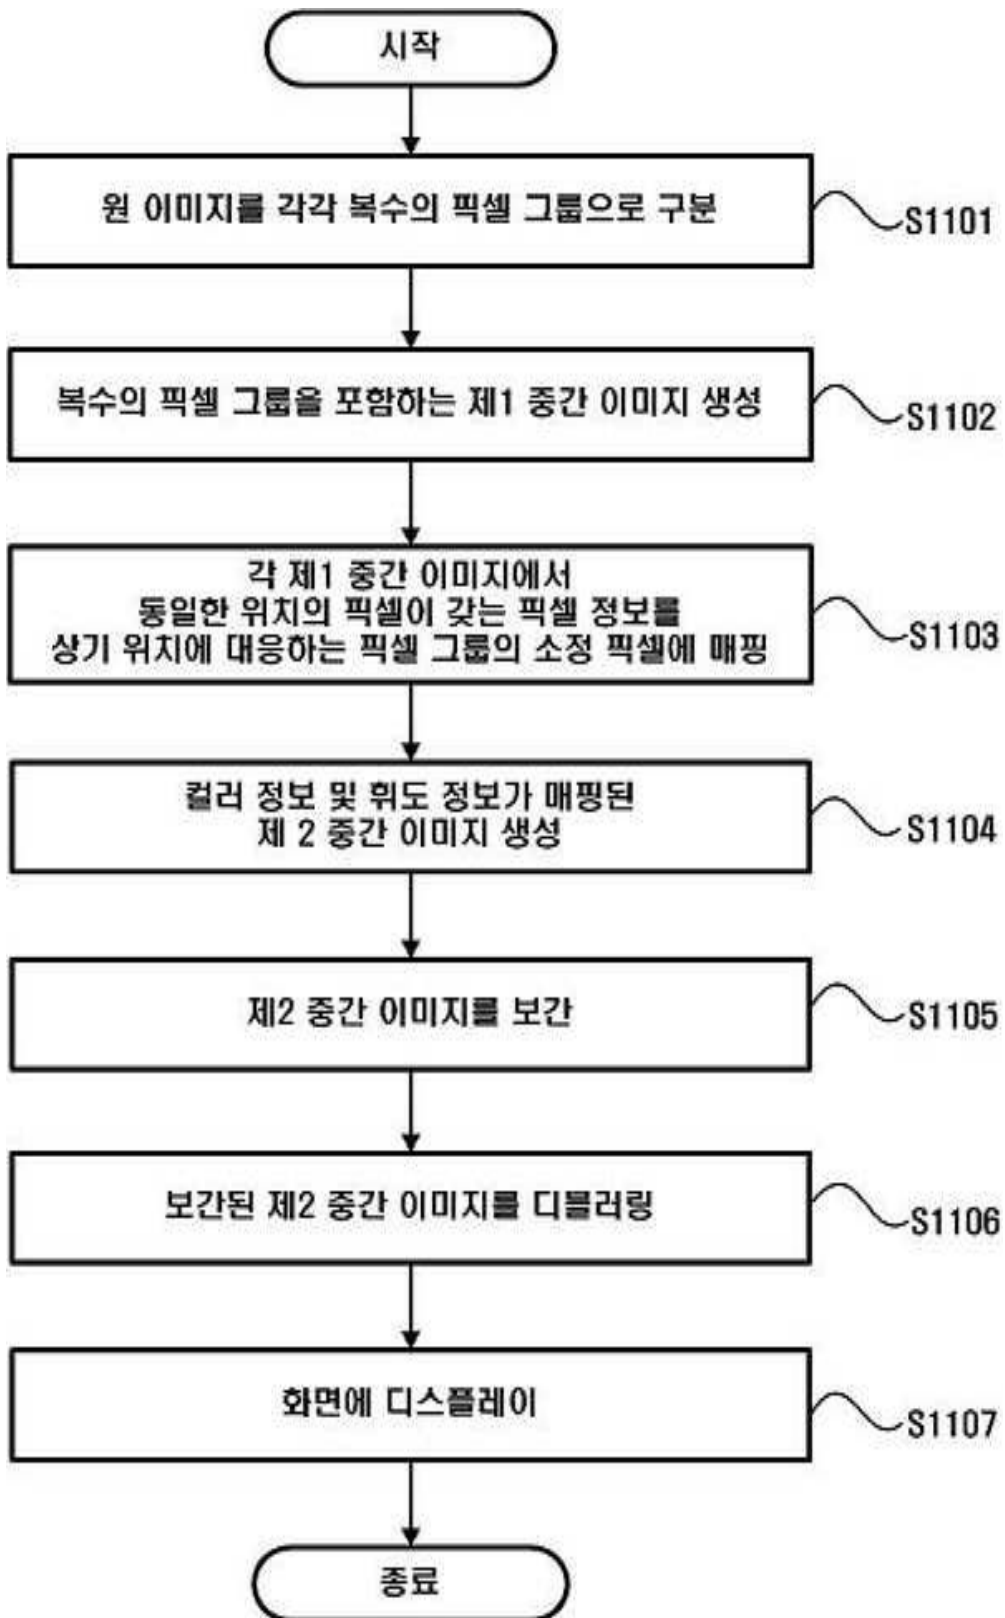 시작
원 이미지를 각각 복수의 픽셀 그룹으로 구분
S1101
복수의 픽셀 그룹을 포함하는 제1 중간 이미지 생성
S1102
각 제1 중간 이미지에서
동일한 위치의 픽셀이 갖는 픽셀 정보를
상기 위치에 대응하는 픽셀 그룹의 소정 픽셀에 매핑
S1103
컬러 정보 및 휘도 정보가 매핑된
제 2 중간 이미지 생성
S1104
제2 중간 이미지를 보간
S1105
보간된 제2 중간 이미지를 디블러링
S1106
화면에 디스플레이
S1107
종료